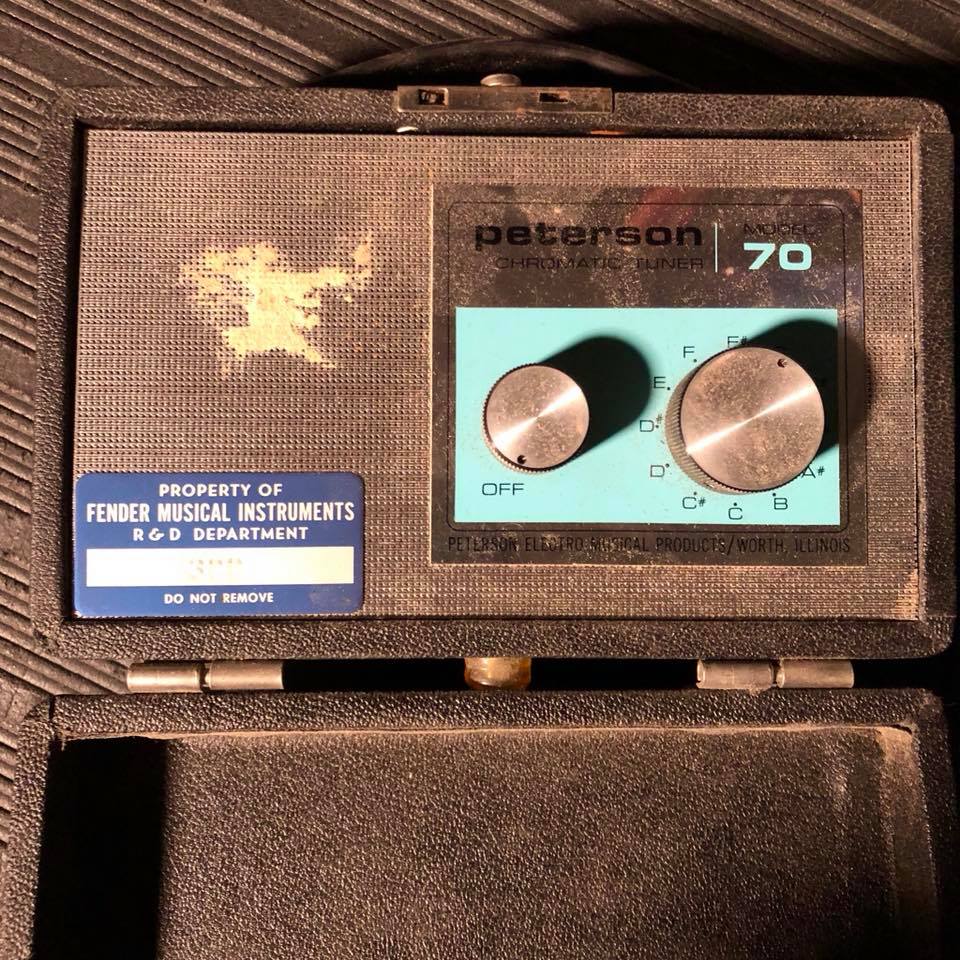 peterson
CHROMATIC TUNER
MODEL
70
F#
F
E
D#
D
C#
C
B
A#
OFF
PETERSON ELECTRO MUSICAL PRODUCTS/WORTH, ILLINOIS
PROPERTY OF
FENDER MUSICAL INSTRUMENTS
R & D DEPARTMENT
DO NOT REMOVE